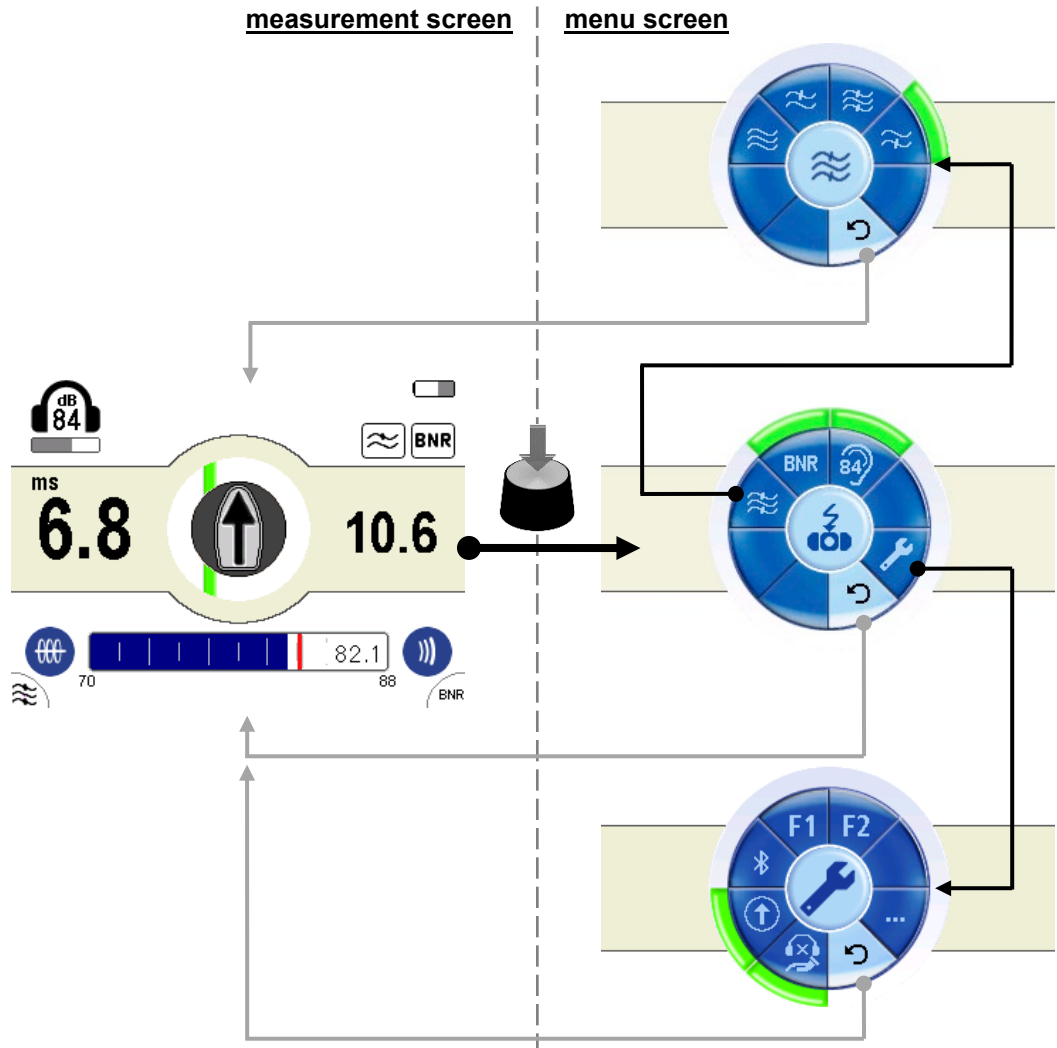 measurement screen
menu screen
dB
84
BNR
ms
6.8
10.6
82.1
70
88
BNR
BNR
84
F1
F2
...